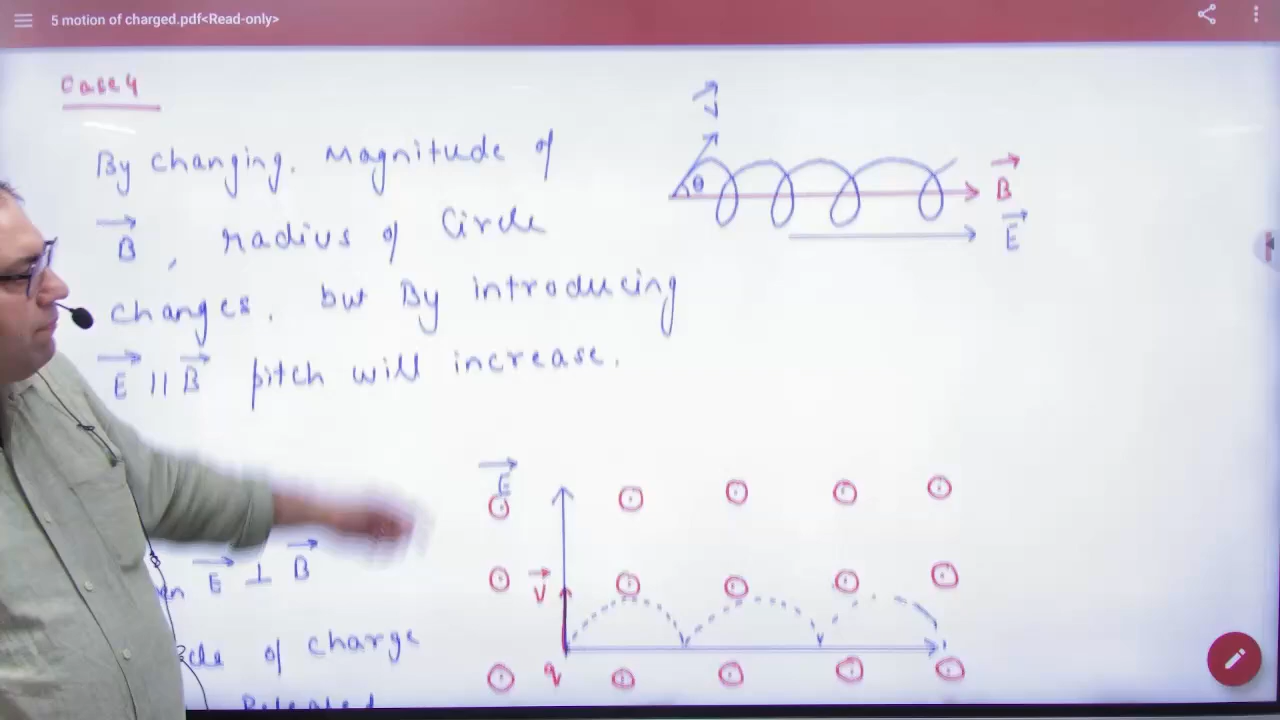 5 motion of charged.pdf<Read-only>
Case 4
By changing. Magnitude of
B, radius of Circle
changes. but By introducing
E || B pitch will increase.
V
θ
B
E
E
E ⊥ B
V
of charge
q
Released